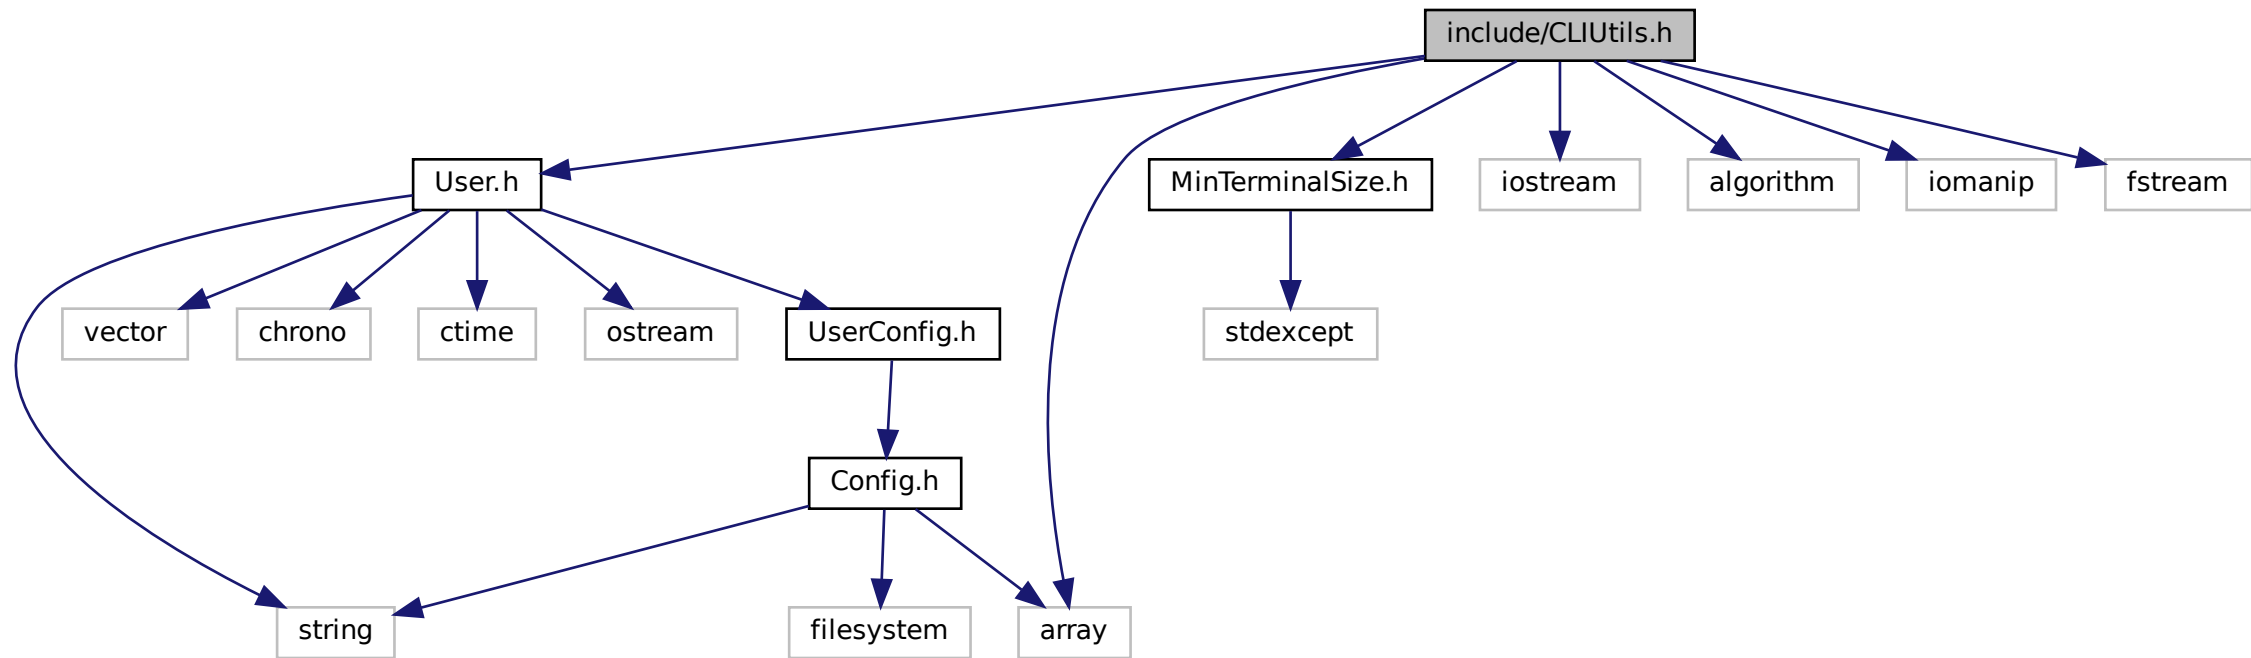 include/CLIUtils.h
User.h
MinTerminalSize.h
iostream
algorithm
iomanip
fstream
vector
chrono
ctime
ostream
UserConfig.h
stdexcept
Config.h
string
filesystem
array